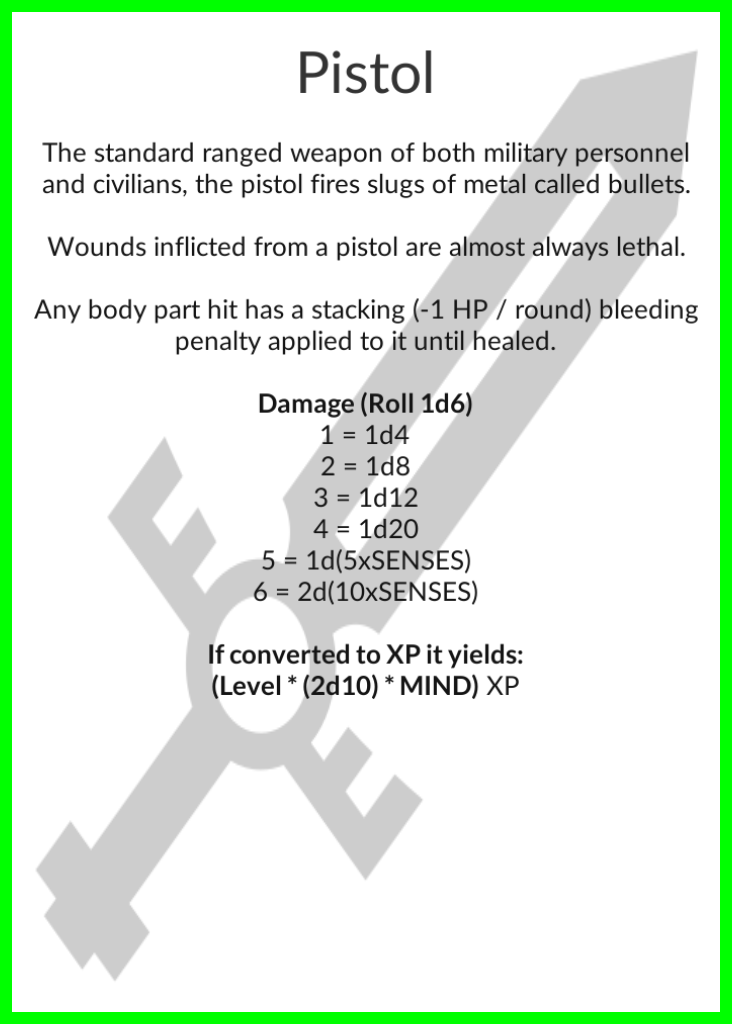 Pistol
The standard ranged weapon of both military personnel
and civilians, the pistol fires slugs of metal called bullets.
Wounds inflicted from a pistol are almost always lethal.
Any body part hit has a stacking (-1 HP / round) bleeding
penalty applied to it until healed.
Damage (Roll 1d6)
1 = 1d4
2 = 1d8
3 = 1d12
4 = 1d20
5 = 1d(5xSENSES)
6 = 2d(10xSENSES)
If converted to XP it yields:
(Level * (2d10) * MIND) XP